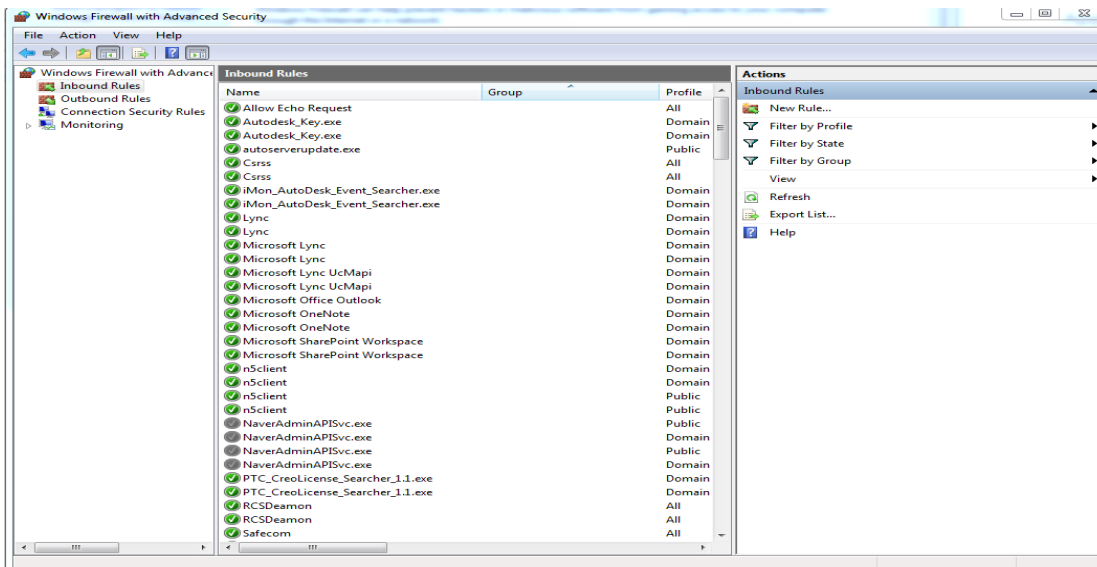 Windows Firewall with Advanced Security
File Action View Help
Windows Firewall with Advance
Inbound Rules
Outbound Rules
Connection Security Rules
Monitoring
Inbound Rules
Name Group Profile
Allow Echo Request All
Autodesk_Key.exe Domain
Autodesk_Key.exe Domain
autoserverupdate.exe Public
Csrss All
Csrss All
iMon_AutoDesk_Event_Searcher.exe Domain
iMon_AutoDesk_Event_Searcher.exe Domain
Lync Domain
Lync Domain
Microsoft Lync Domain
Microsoft Lync Domain
Microsoft Lync UcMapi Domain
Microsoft Lync UcMapi Domain
Microsoft Office Outlook Domain
Microsoft OneNote Domain
Microsoft OneNote Domain
Microsoft SharePoint Workspace Domain
Microsoft SharePoint Workspace Domain
n5client Domain
n5client Domain
n5client Public
n5client Public
NaverAdminAPISvc.exe Public
NaverAdminAPISvc.exe Domain
NaverAdminAPISvc.exe Public
NaverAdminAPISvc.exe Domain
PTC_CreoLicense_Searcher_1.1.exe Domain
PTC_CreoLicense_Searcher_1.1.exe Domain
RCSDeamon All
RCSDeamon All
Safecom All
Actions
Inbound Rules
New Rule...
Filter by Profile
Filter by State
Filter by Group
View
Refresh
Export List...
Help